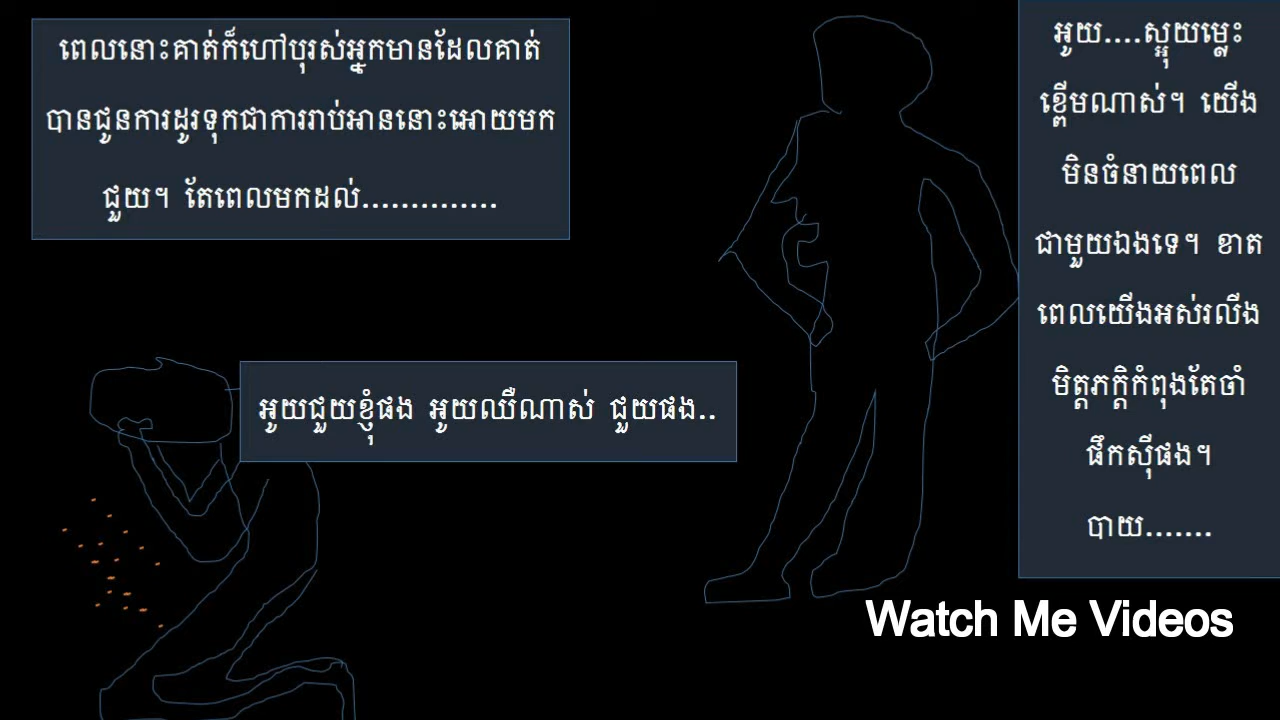 ពេលនោះគាត់ក៏ហៅបុរស់អ្នកមានដែលគាត់
បានជូនការដូរទុកជាការរាប់អាននោះអោយមក
ជួយ។ តែពេលមកដល់..............
អូយជួយខ្ញុំផង អូយឈឺណាស់ ជួយផង..
អូយ....ស្អុយម្លេះ
ខ្ពើមណាស់។ យើង
មិនចំនាយពេល
ជាមួយឯងទេ។ ខាត
ពេលយើងអស់រលីង
មិត្តភក្តិកំពុងតែចាំ
ផឹកស៊ីផង។
បាយ.......
Watch Me Videos